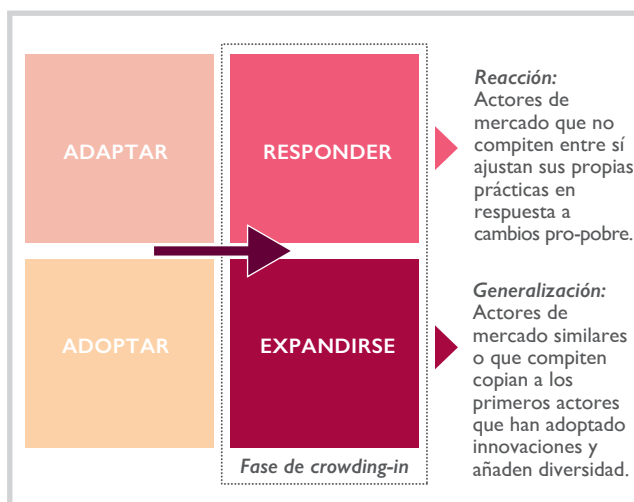 ADAPTAR
RESPONDER
Reacción:
Actores de
mercado que no
compiten entre sí
ajustan sus propias
prácticas en
respuesta a
cambios pro-pobre.
ADOPTAR
EXPANDIRSE
Generalización:
Actores de
mercado similares
o que compiten
copian a los
primeros actores
que han adoptado
innovaciones y
añaden diversidad.
Fase de crowding-in